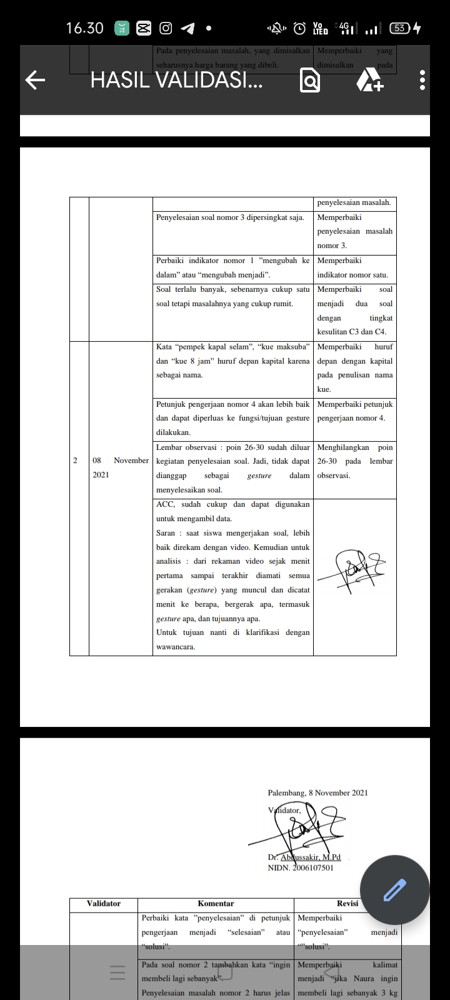 16.30
Vo
LTED
4G
53
Pada penyelesaian masalah, yang dimisalkan
seharusnya harga barang yang dibeli.
Memperbaiki yang
dimisalkan pada
HASIL VALIDASI...
penyelesaian masalah.
Penyelesaian soal nomor 3 dipersingkat saja.
Memperbaiki
penyelesaian masalah
nomor 3.
Perbaiki indikator nomor 1 ”mengubah ke
dalam” atau “mengubah menjadi”.
Memperbaiki
indikator nomor satu.
Soal terlalu banyak, sebenarnya cukup satu
soal tetapi masalahnya yang cukup rumit.
Memperbaiki soal
menjadi dua soal
dengan tingkat
kesulitan C3 dan C4.
2
08 November
2021
Kata “pempek kapal selam”, “kue maksuba”
dan “kue 8 jam” huruf depan kapital karena
sebagai nama.
Memperbaiki huruf
depan dengan kapital
pada penulisan nama
kue.
Petunjuk pengerjaan nomor 4 akan lebih baik
dan dapat diperluas ke fungsi/tujuan gesture
dilakukan.
Memperbaiki petunjuk
pengerjaan nomor 4.
Lembar observasi : poin 26-30 sudah diluar
kegiatan penyelesaian soal. Jadi, tidak dapat
dianggap sebagai gesture dalam
menyelesaikan soal.
Menghilangkan poin
26-30 pada lembar
observasi.
ACC, sudah cukup dan dapat digunakan
untuk mengambil data.
Saran : saat siswa mengerjakan soal, lebih
baik direkam dengan video. Kemudian untuk
analisis : dari rekaman video sejak menit
pertama sampai terakhir diamati semua
gerakan (gesture) yang muncul dan dicatat
menit ke berapa, bergerak apa, termasuk
gesture apa, dan tujuannya apa.
Untuk tujuan nanti di klarifikasi dengan
wawancara.
Palembang, 8 November 2021
Validator,
Dr. Abdussakir, M.Pd
NIDN. 2006107501
Validator
Komentar
Revisi
Perbaiki kata ”penyelesaian” di petunjuk
pengerjaan menjadi “selesaian” atau
“solusi”.
Memperbaiki
“penyelesaian” menjadi
“”solusi”.
Pada soal nomor 2 tambahkan kata “ingin
membeli lagi sebanyak”.
Penyelesaian masalah nomor 2 harus jelas
Memperbaiki kalimat
menjadi “jika Naura ingin
membeli lagi sebanyak 3 kg